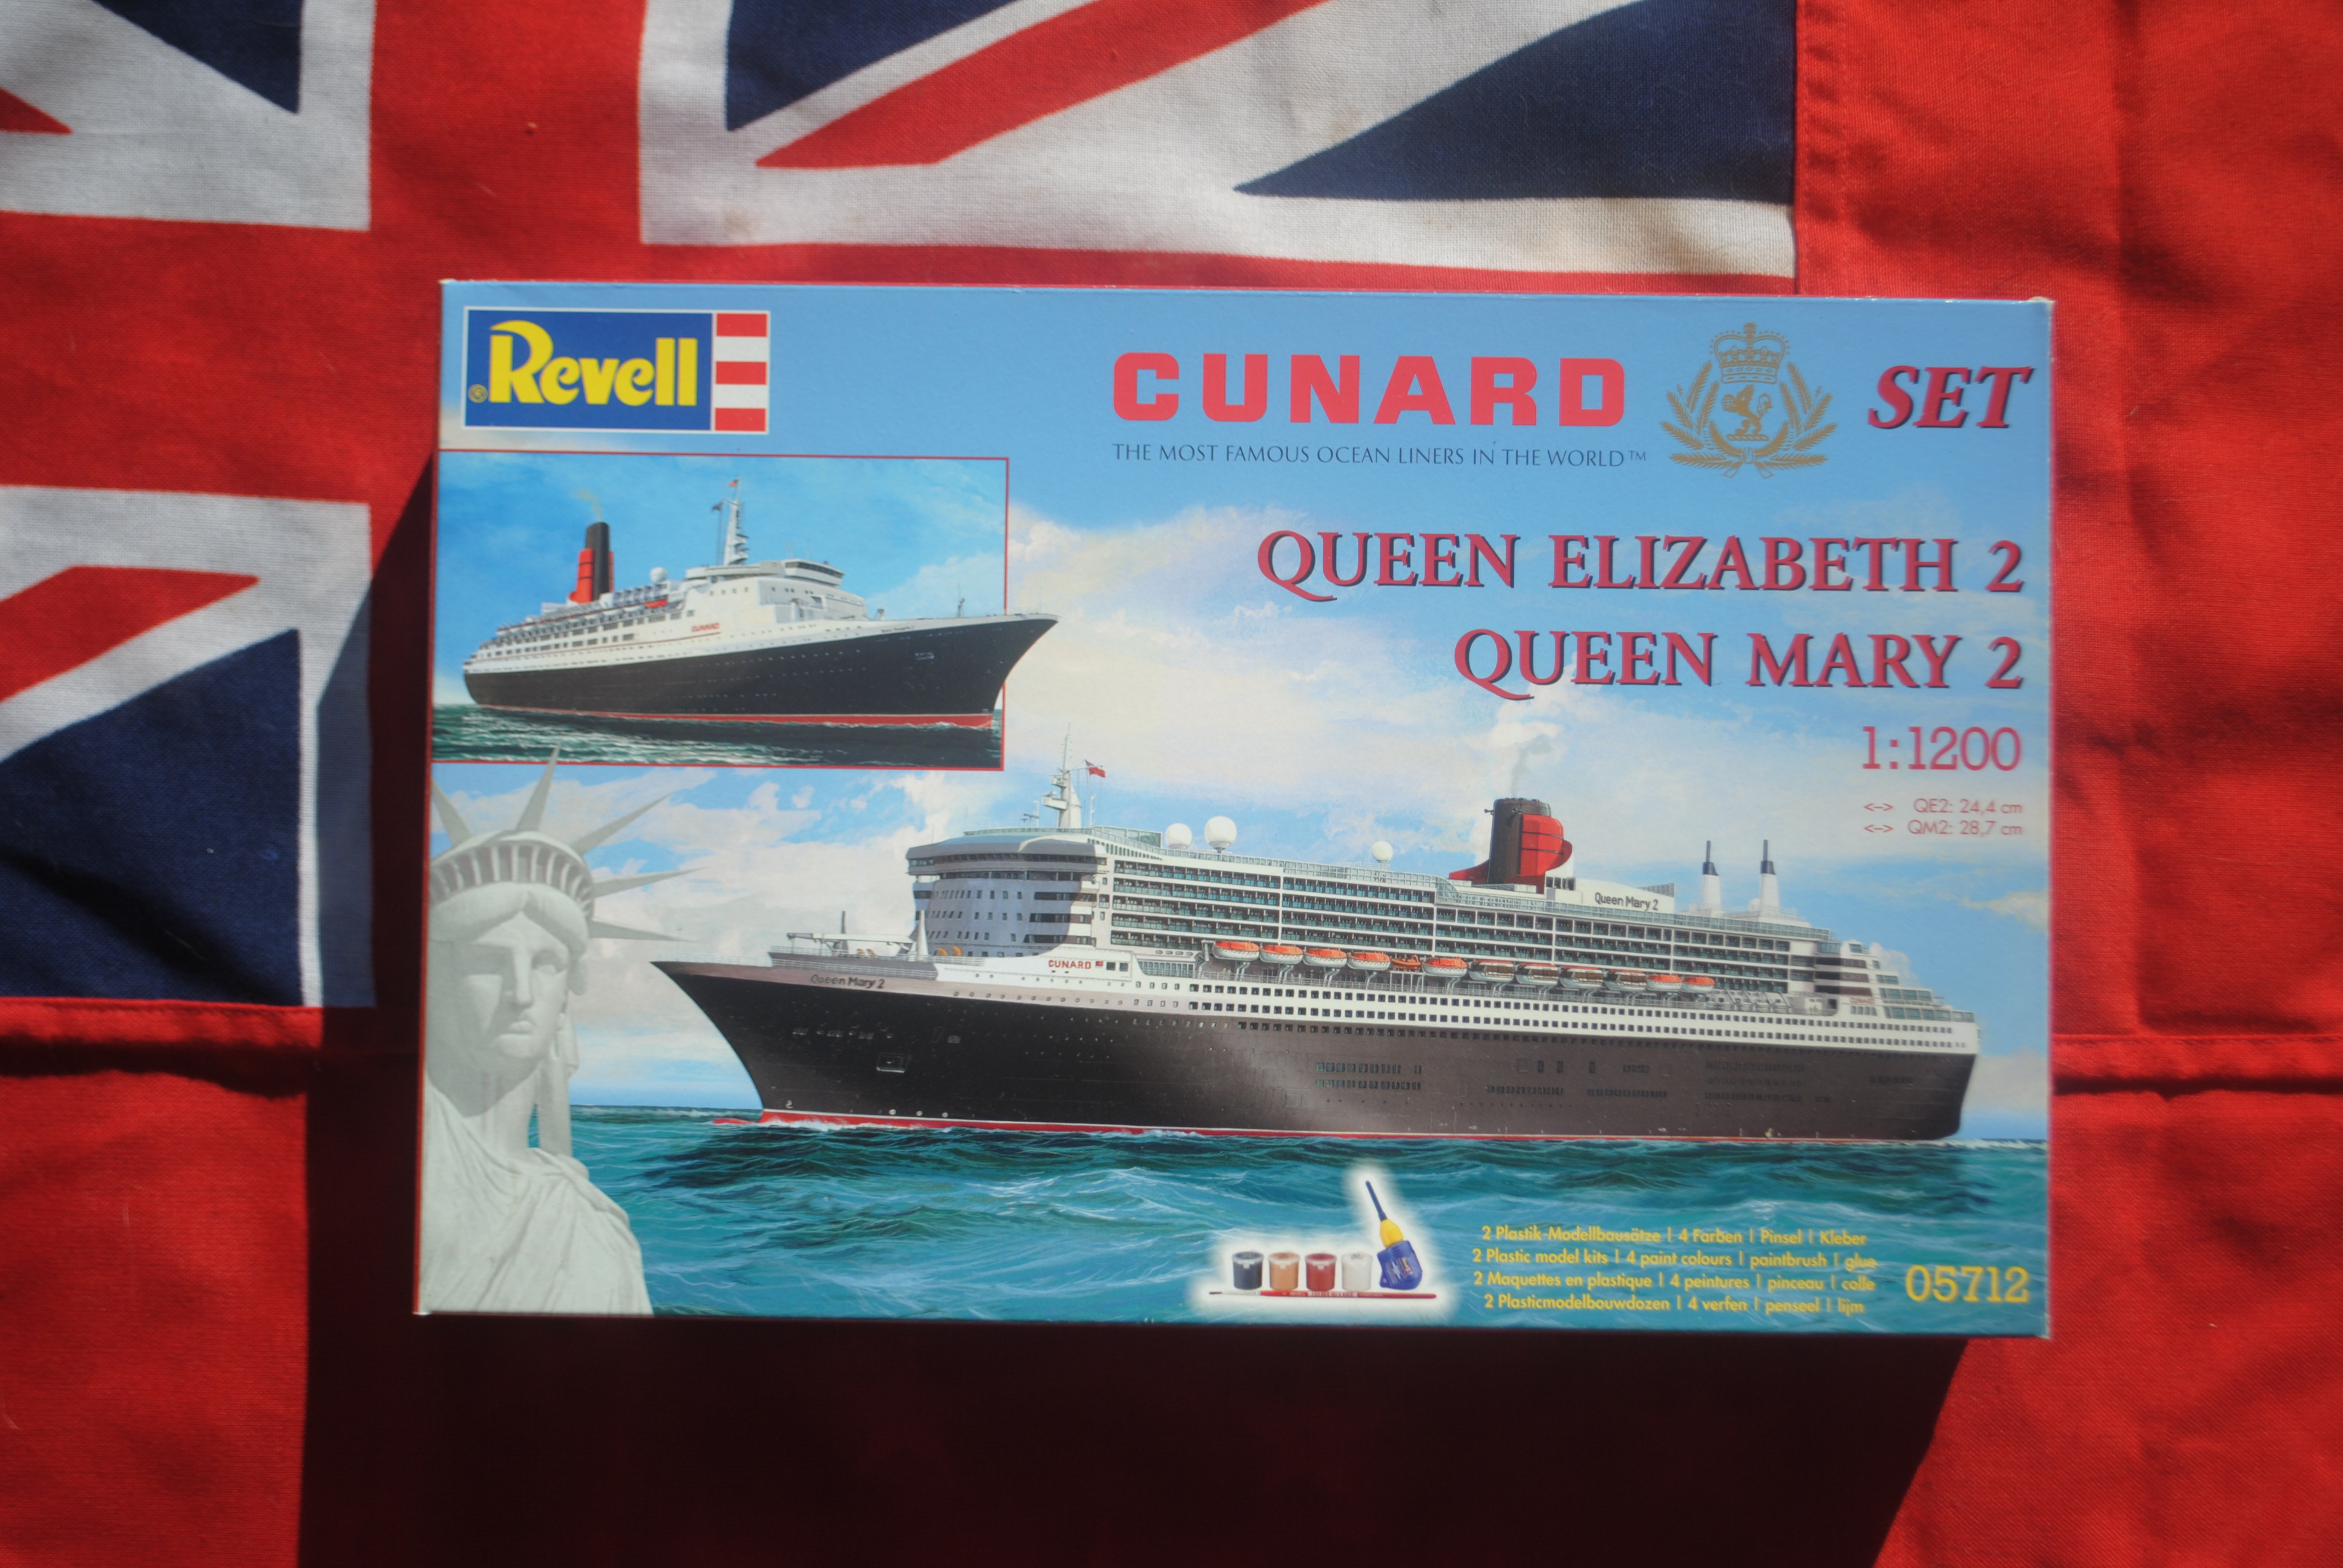 Revell
CUNARD
SET
THE MOST FAMOUS OCEAN LINERS IN THE WORLD™
QUEEN ELIZABETH 2
QUEEN MARY 2
1:1200
<-> QE2: 24,4 cm
<-> QM2: 28,7 cm
CUNARD
Queen Mary 2
CUNARD
Queen Mary 2
2 Plastik-Modellbausätze | 4 Farben | Pinsel | Kleber
2 Plastic model kits | 4 paint colours | paintbrush | glue
2 Maquettes en plastique | 4 peintures | pinceau | colle
2 Plasticmodelbouwdozen | 4 verfen | penseel | lijm
05712